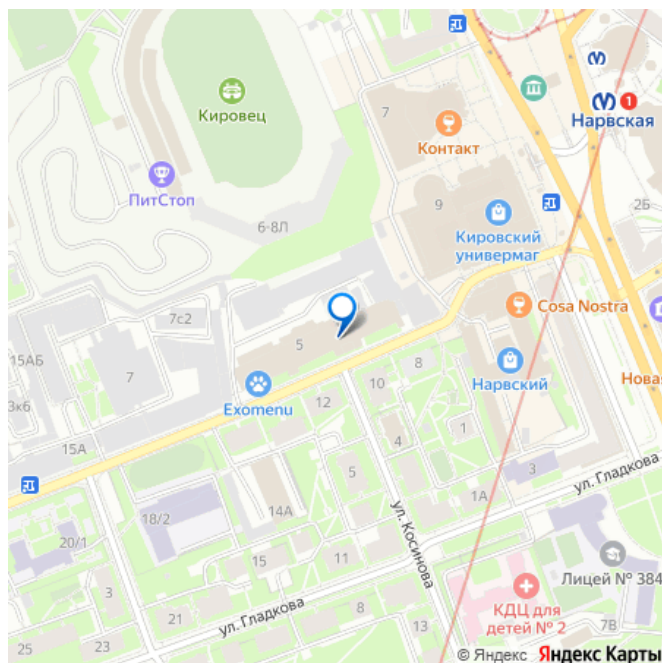 Кировец
7
Контакт
1
Нарвская
ПитСтоп
6-8Л
9
2Б
Кировский
универмаг
7с2
Cosa Nostra
15АБ
7
5
8
Нарвский
Новая
3к6
Exomenu
12
10
15А
4
1
5
3
ул. Гладкова
1А
18/2
14А
ул. Косинова
20/1
15
11
Лицей № 384
3
13
КДЦ для
детей № 2
7В
21
ул. Гладкова
25
23
© Яндекс Яндекс Карты